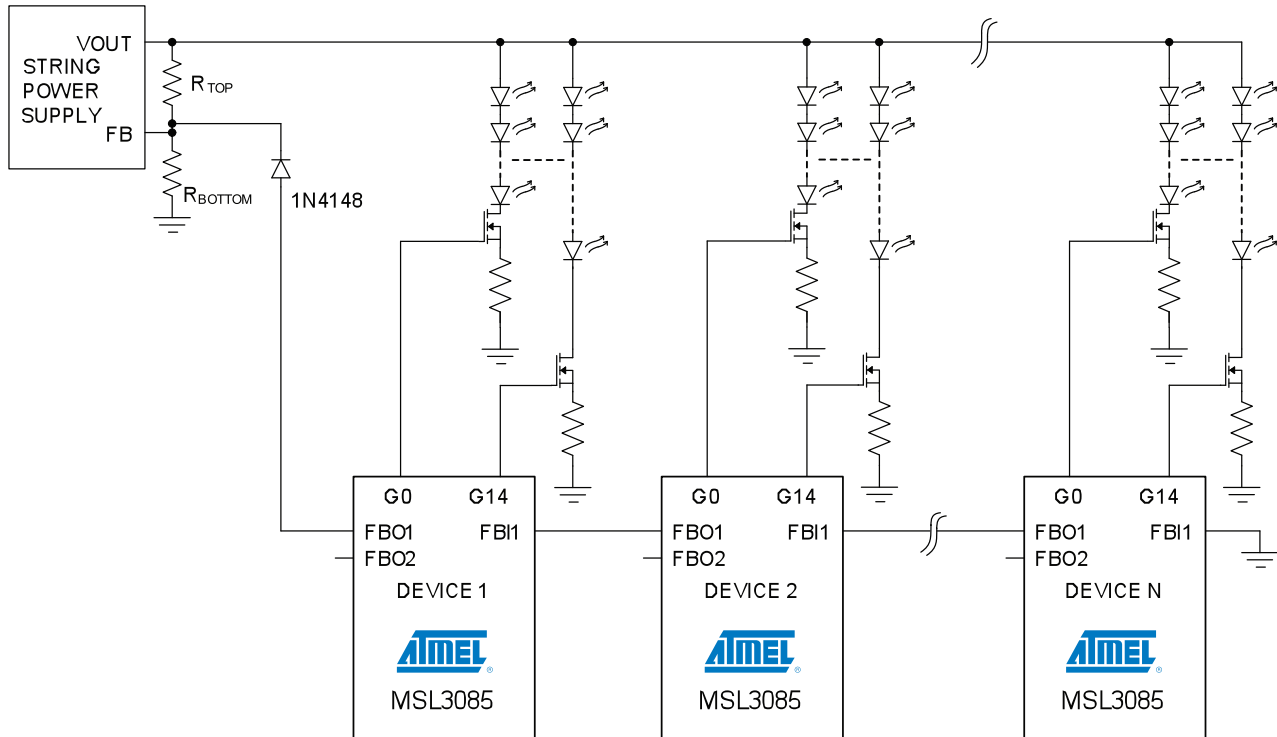 VOUT
STRING
POWER
SUPPLY
FB
RTOP
RBOTTOM
1N4148
G0 G14
FBO1 FBI1
FBO2
DEVICE 1
ATMEL
®
MSL3085
G0 G14
FBO1 FBI1
FBO2
DEVICE 2
ATMEL
®
MSL3085
G0 G14
FBO1 FBI1
FBO2
DEVICE N
ATMEL
®
MSL3085